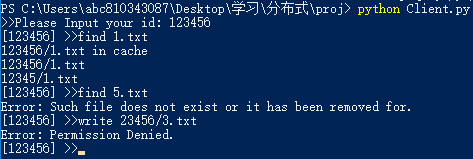 PS C:\Users\abc810343087\Desktop\学习\分布式\proj> python Client.py
>>Please Input your id: 123456
[123456] >>find 1.txt
123456/1.txt in cache
123456/1.txt
12345/1.txt
[123456] >>find 5.txt
Error: Such file does not exist or it has been removed for.
[123456] >>write 23456/3.txt
Error: Permission Denied.
[123456] >>